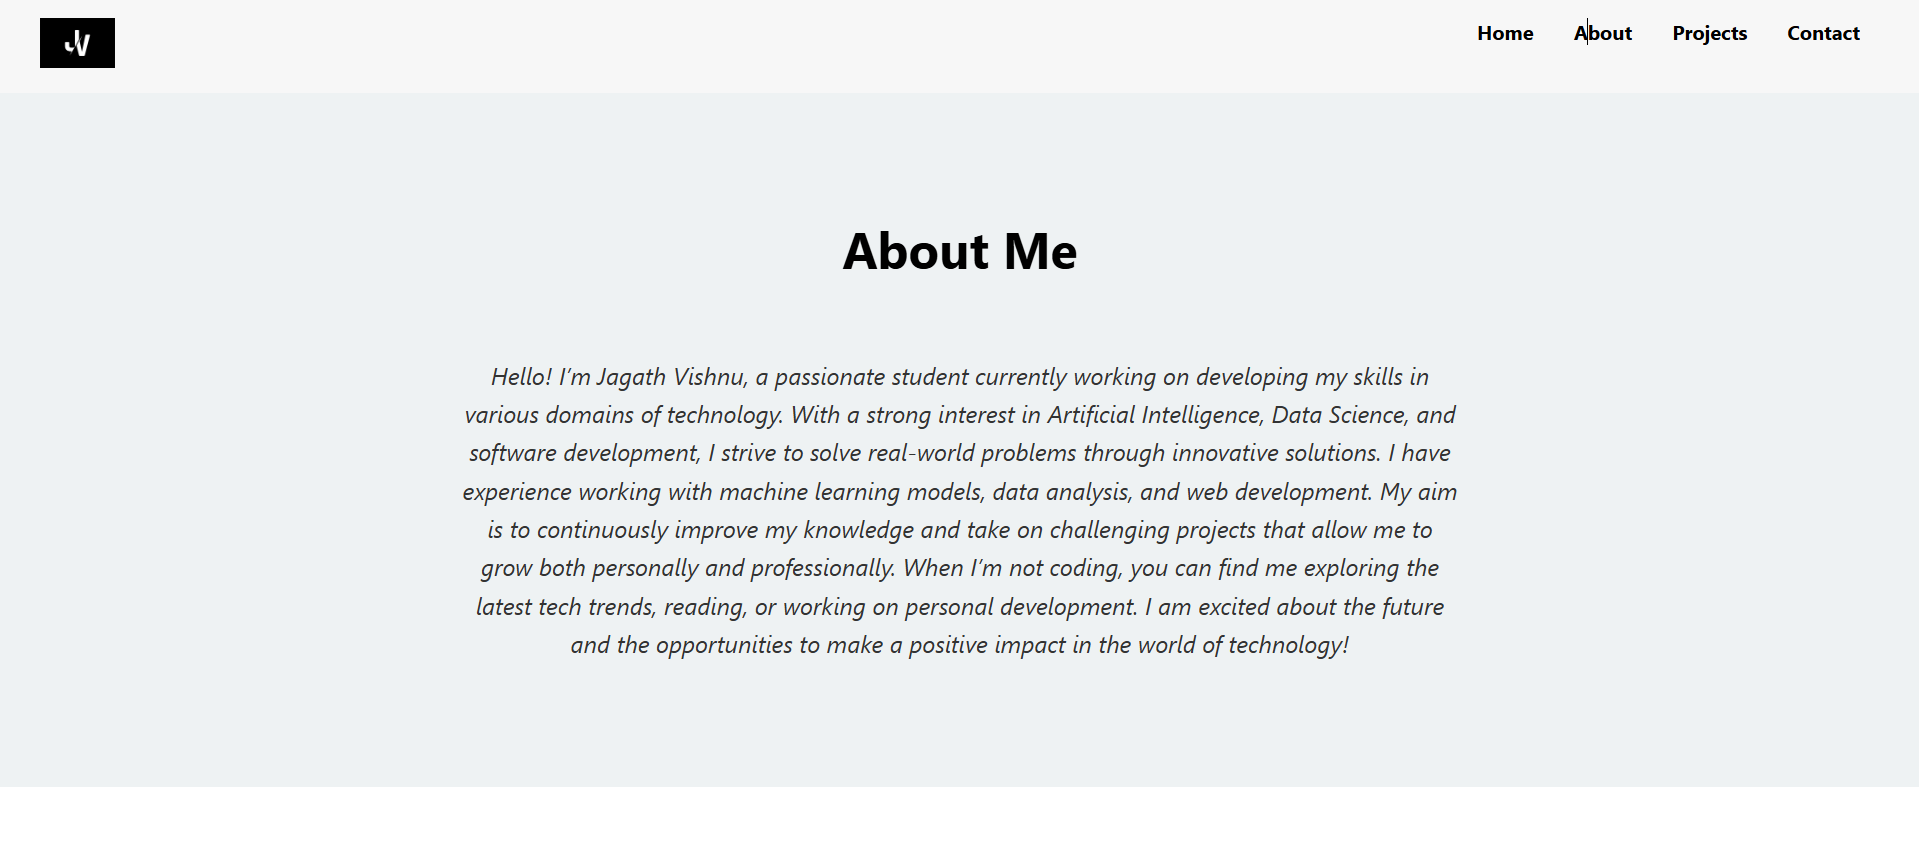 JV
Home About Projects Contact
About Me
Hello! I’m Jagath Vishnu, a passionate student currently working on developing my skills in
various domains of technology. With a strong interest in Artificial Intelligence, Data Science, and
software development, I strive to solve real-world problems through innovative solutions. I have
experience working with machine learning models, data analysis, and web development. My aim
is to continuously improve my knowledge and take on challenging projects that allow me to
grow both personally and professionally. When I’m not coding, you can find me exploring the
latest tech trends, reading, or working on personal development. I am excited about the future
and the opportunities to make a positive impact in the world of technology!